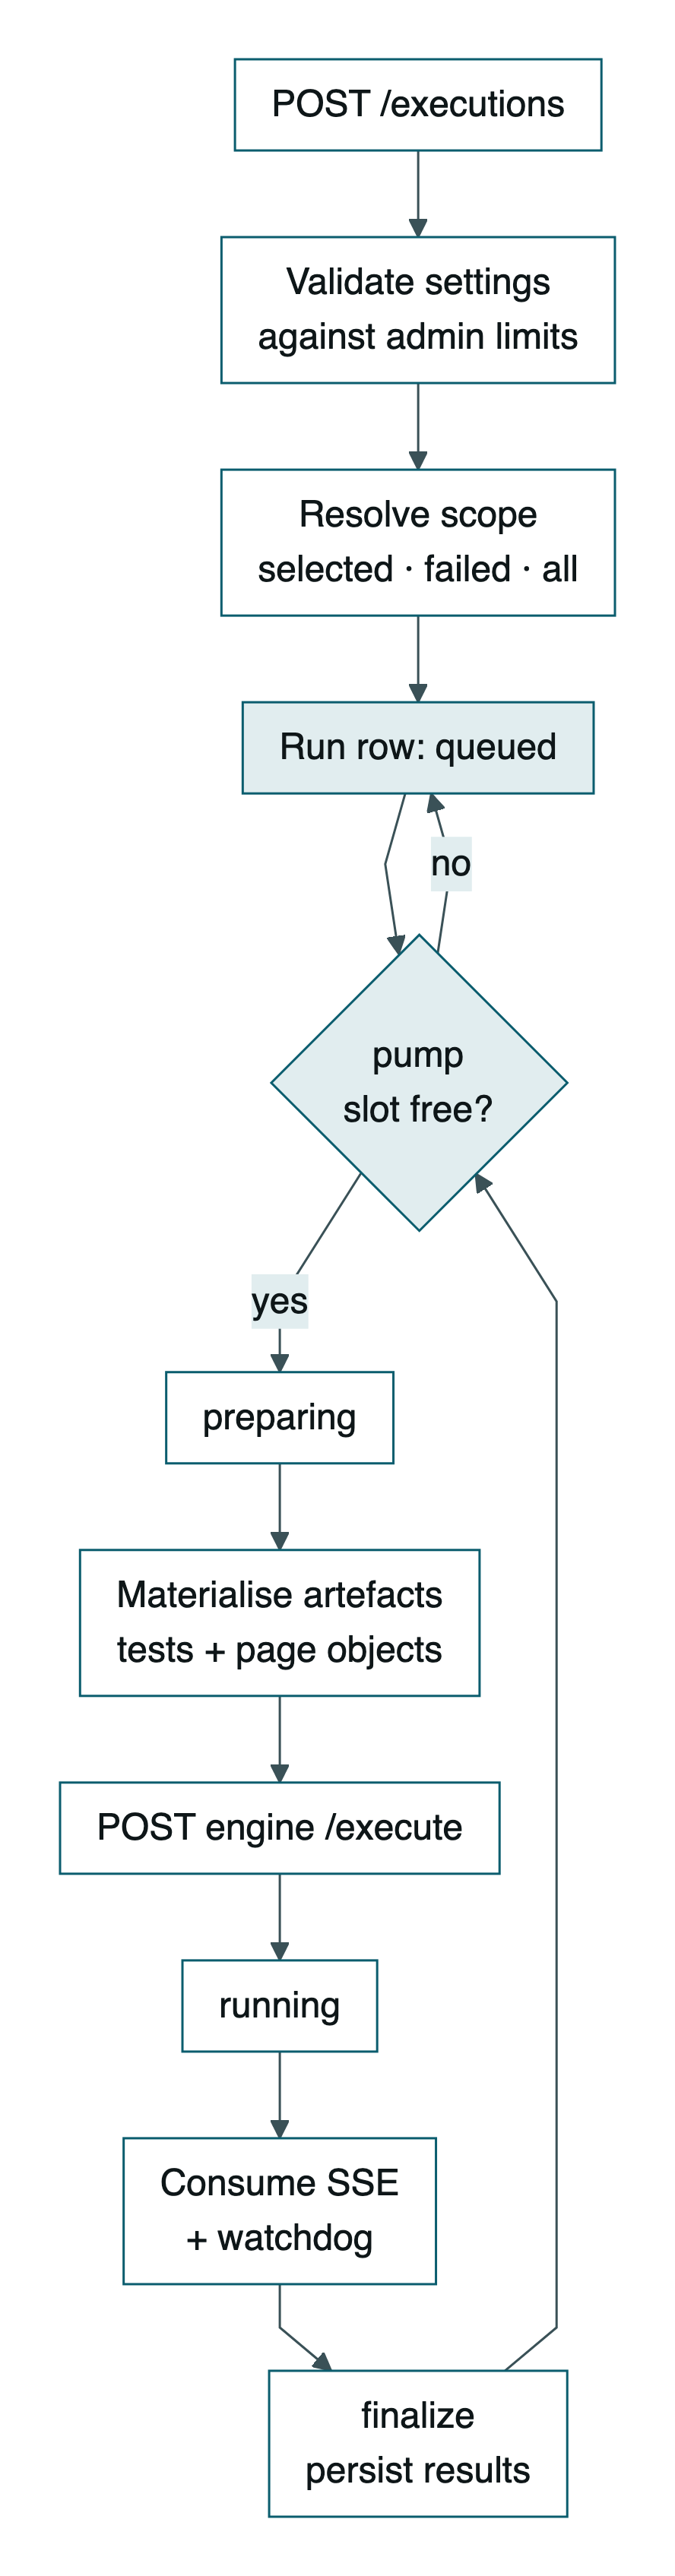 POST /executions
Validate settings
against admin limits
Resolve scope
selected · failed · all
Run row: queued
no
pump
slot free?
yes
preparing
Materialise artefacts
tests + page objects
POST engine /execute
running
Consume SSE
+ watchdog
finalize
persist results